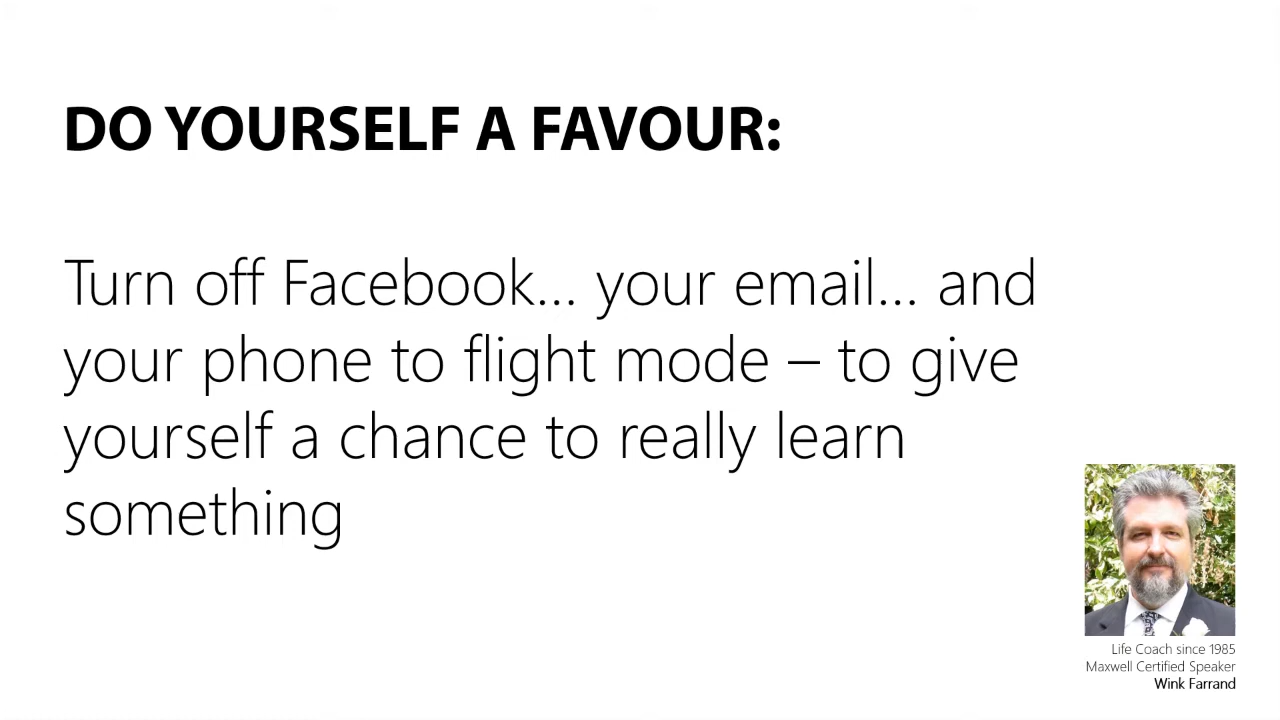 DO YOURSELF A FAVOUR:
Turn off Facebook... your email... and
your phone to flight mode – to give
yourself a chance to really learn
something
Life Coach since 1985
Maxwell Certified Speaker
Wink Farrand